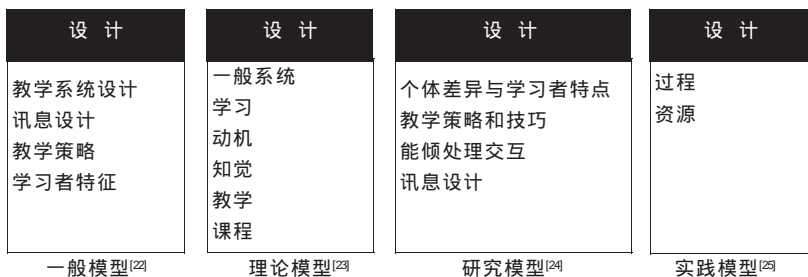 设 计
教学系统设计
讯息设计
教学策略
学习者特征
一般模型[22]
设 计
一般系统
学习
动机
知觉
教学
课程
理论模型[23]
设 计
个体差异与学习者特点
教学策略和技巧
能倾处理交互
讯息设计
研究模型[24]
设 计
过程
资源
实践模型[25]